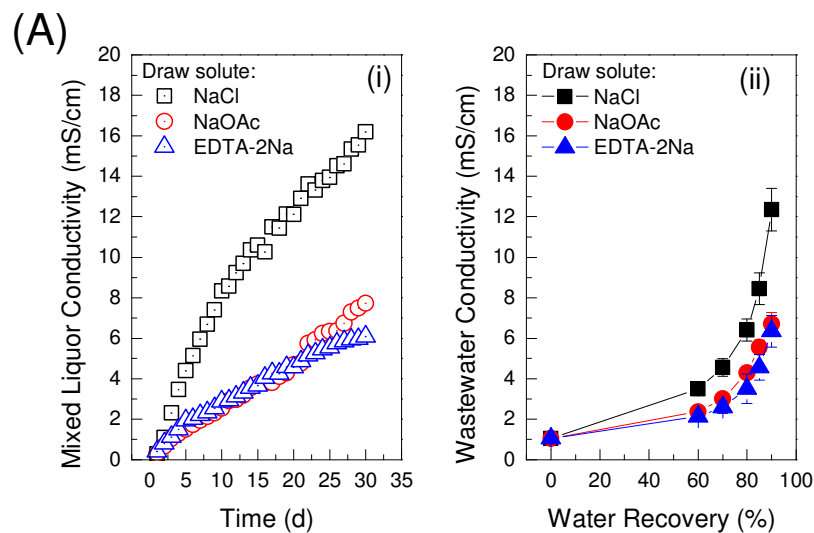 (A)
Mixed Liquor Conductivity (mS/cm)
20
18
16
14
12
10
8
6
4
2
0
Draw solute:
NaCl
NaOAc
EDTA-2Na
(i)
0 5 10 15 20 25 30 35
Time (d)
Wastewater Conductivity (mS/cm)
20
18
16
14
12
10
8
6
4
2
0
Draw solute:
NaCl
NaOAc
EDTA-2Na
(ii)
0 20 40 60 80 100
Water Recovery (%)